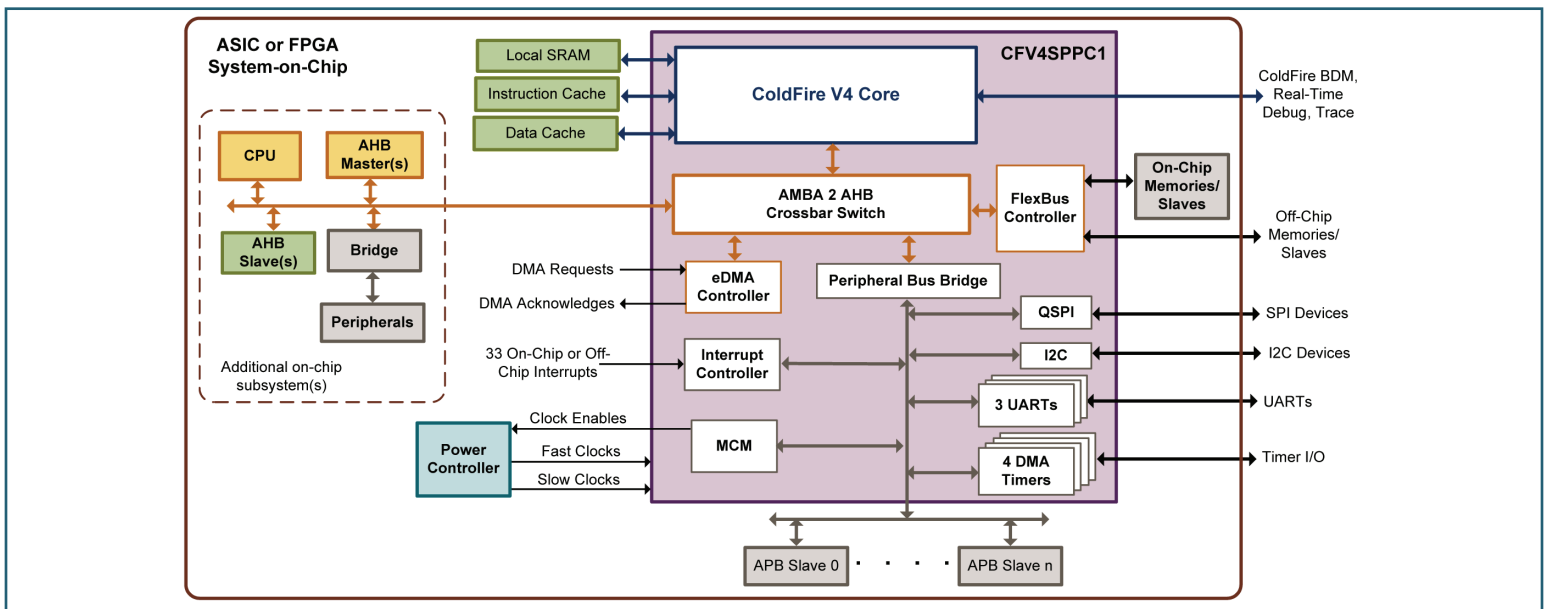 ASIC or FPGA
System-on-Chip
Local SRAM
Instruction Cache
Data Cache
CFV4SPPC1
ColdFire V4 Core
ColdFire BDM,
Real-Time
Debug, Trace
CPU
AHB
Master(s)
AHB
Slave(s)
Bridge
Peripherals
Additional on-chip
subsystem(s)
AMBA 2 AHB
Crossbar Switch
FlexBus
Controller
On-Chip
Memories/
Slaves
Off-Chip
Memories/
Slaves
DMA Requests
DMA Acknowledges
eDMA
Controller
Peripheral Bus Bridge
QSPI
SPI Devices
33 On-Chip or Off-
Chip Interrupts
Interrupt
Controller
I2C
I2C Devices
3 UARTs
UARTs
Clock Enables
Fast Clocks
Slow Clocks
Power
Controller
MCM
4 DMA
Timers
Timer I/O
APB Slave 0
. . . .
APB Slave n